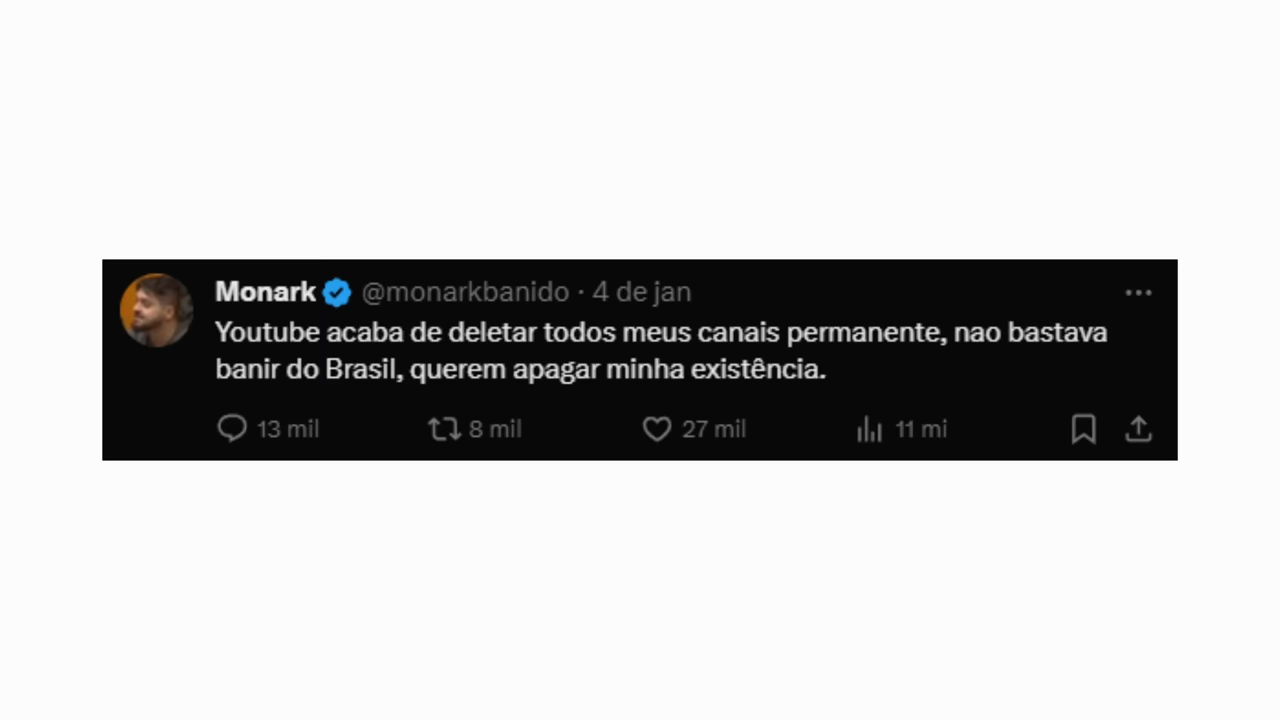 Monark @monarkbanido · 4 de jan
Youtube acaba de deletar todos meus canais permanente, nao bastava
banir do Brasil, querem apagar minha existência.
13 mil 8 mil 27 mil 11 mi